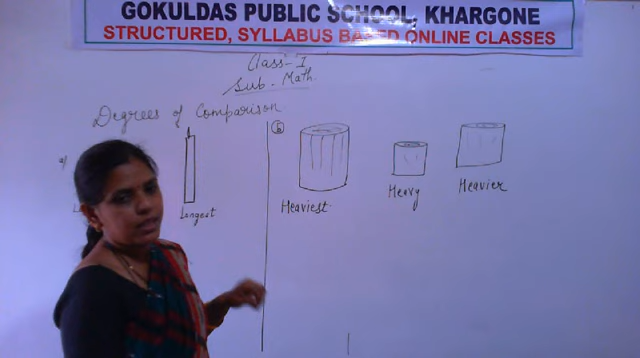 GOKULDAS PUBLIC SCHOOL, KHARGONE
STRUCTURED, SYLLABUS BASED ONLINE CLASSES
Class-I
Sub. Math.
Degrees of Comparison
a)
Longest
b
Heaviest
Heavy
Heavier